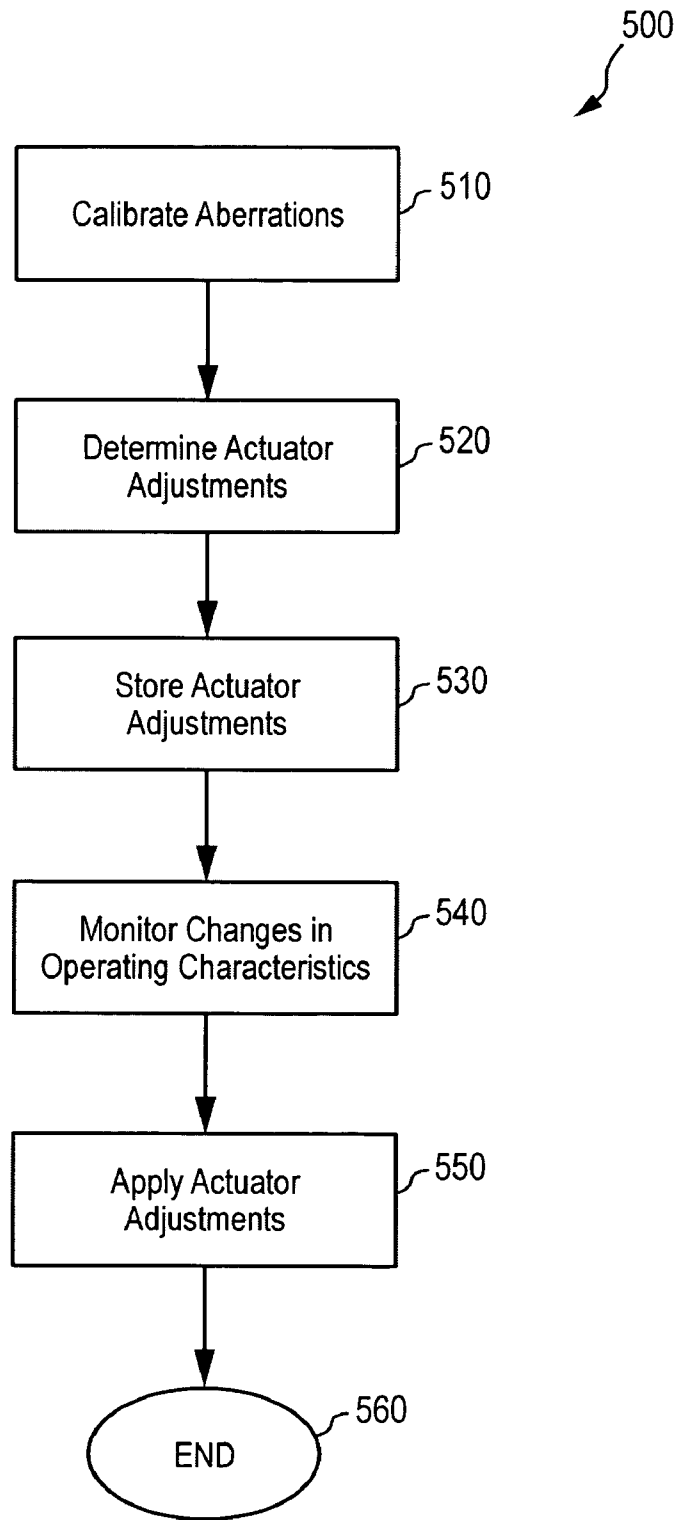 500
Calibrate Aberrations
510
Determine Actuator
Adjustments
520
Store Actuator
Adjustments
530
Monitor Changes in
Operating Characteristics
540
Apply Actuator
Adjustments
550
END
560